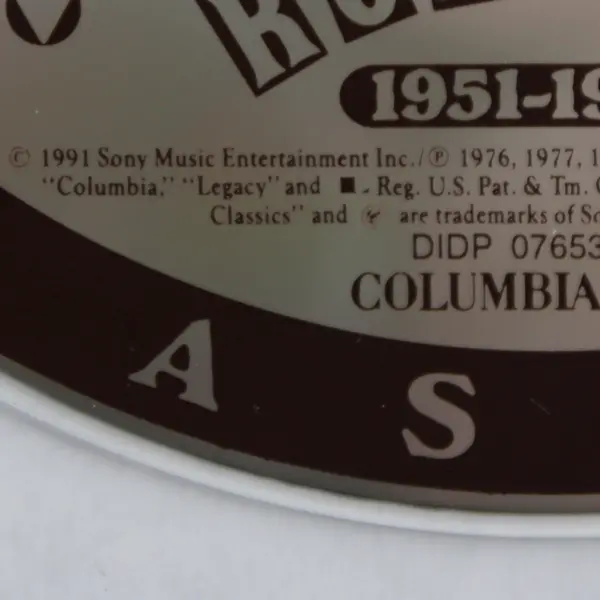 1951-19
© 1991 Sony Music Entertainment Inc./℗ 1976, 1977, 1
"Columbia," "Legacy" and ■ - Reg. U.S. Pat. & Tm.
Classics" and are trademarks of So
DIDP 07653
COLUMBIA
A S